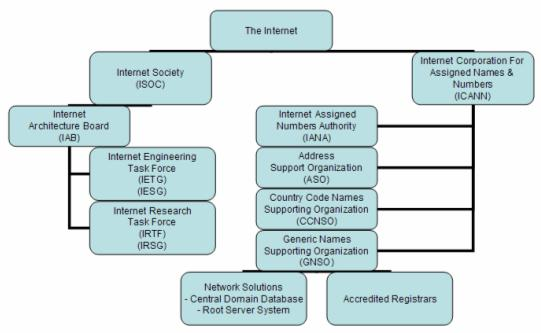 The Internet
Internet Society
(ISOC)
Internet Corporation For
Assigned Names &
Numbers
(ICANN)
Internet
Architecture Board
(IAB)
Internet Assigned
Numbers Authority
(IANA)
Internet Engineering
Task Force
(IETG)
(IESG)
Address
Support Organization
(ASO)
Country Code Names
Supporting Organization
(CCNSO)
Internet Research
Task Force
(IRTF)
(IRSG)
Generic Names
Supporting Organization
(GNSO)
Network Solutions
- Central Domain Database
- Root Server System
Accredited Registrars